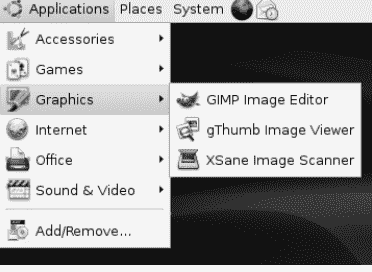 Applications Places System
Accessories
Games
Graphics
GIMP Image Editor
gThumb Image Viewer
XSane Image Scanner
Internet
Office
Sound & Video
Add/Remove...